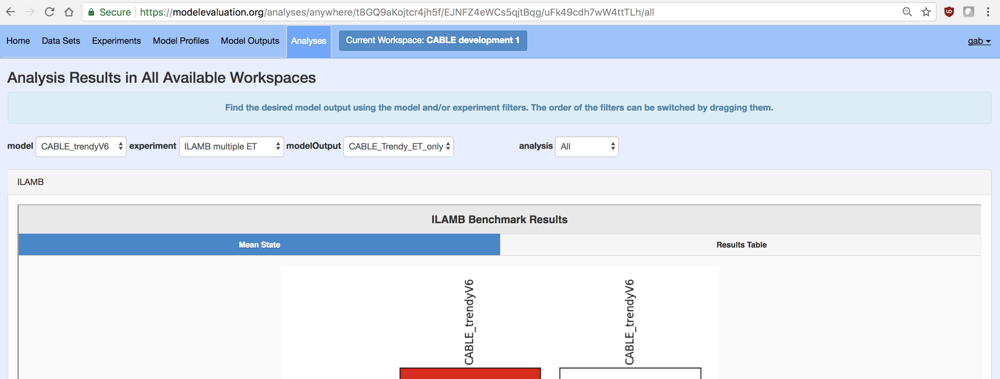 Secure https://modelevaluation.org/analyses/anywhere/t8GQ9aKojtcr4jh5f/EJNFZ4eWCs5qjtBqg/uFk49cdh7wW4ttTLh/all
Home Data Sets Experiments Model Profiles Model Outputs Analyses Current Workspace: CABLE development 1 gab
Analysis Results in All Available Workspaces
Find the desired model output using the model and/or experiment filters. The order of the filters can be switched by dragging them.
model CABLE_trendyV6 experiment ILAMB multiple ET modelOutput CABLE_Trendy_ET_only analysis All
ILAMB
ILAMB Benchmark Results
Mean State Results Table
CABLE_trendyV6
CABLE_trendyV6